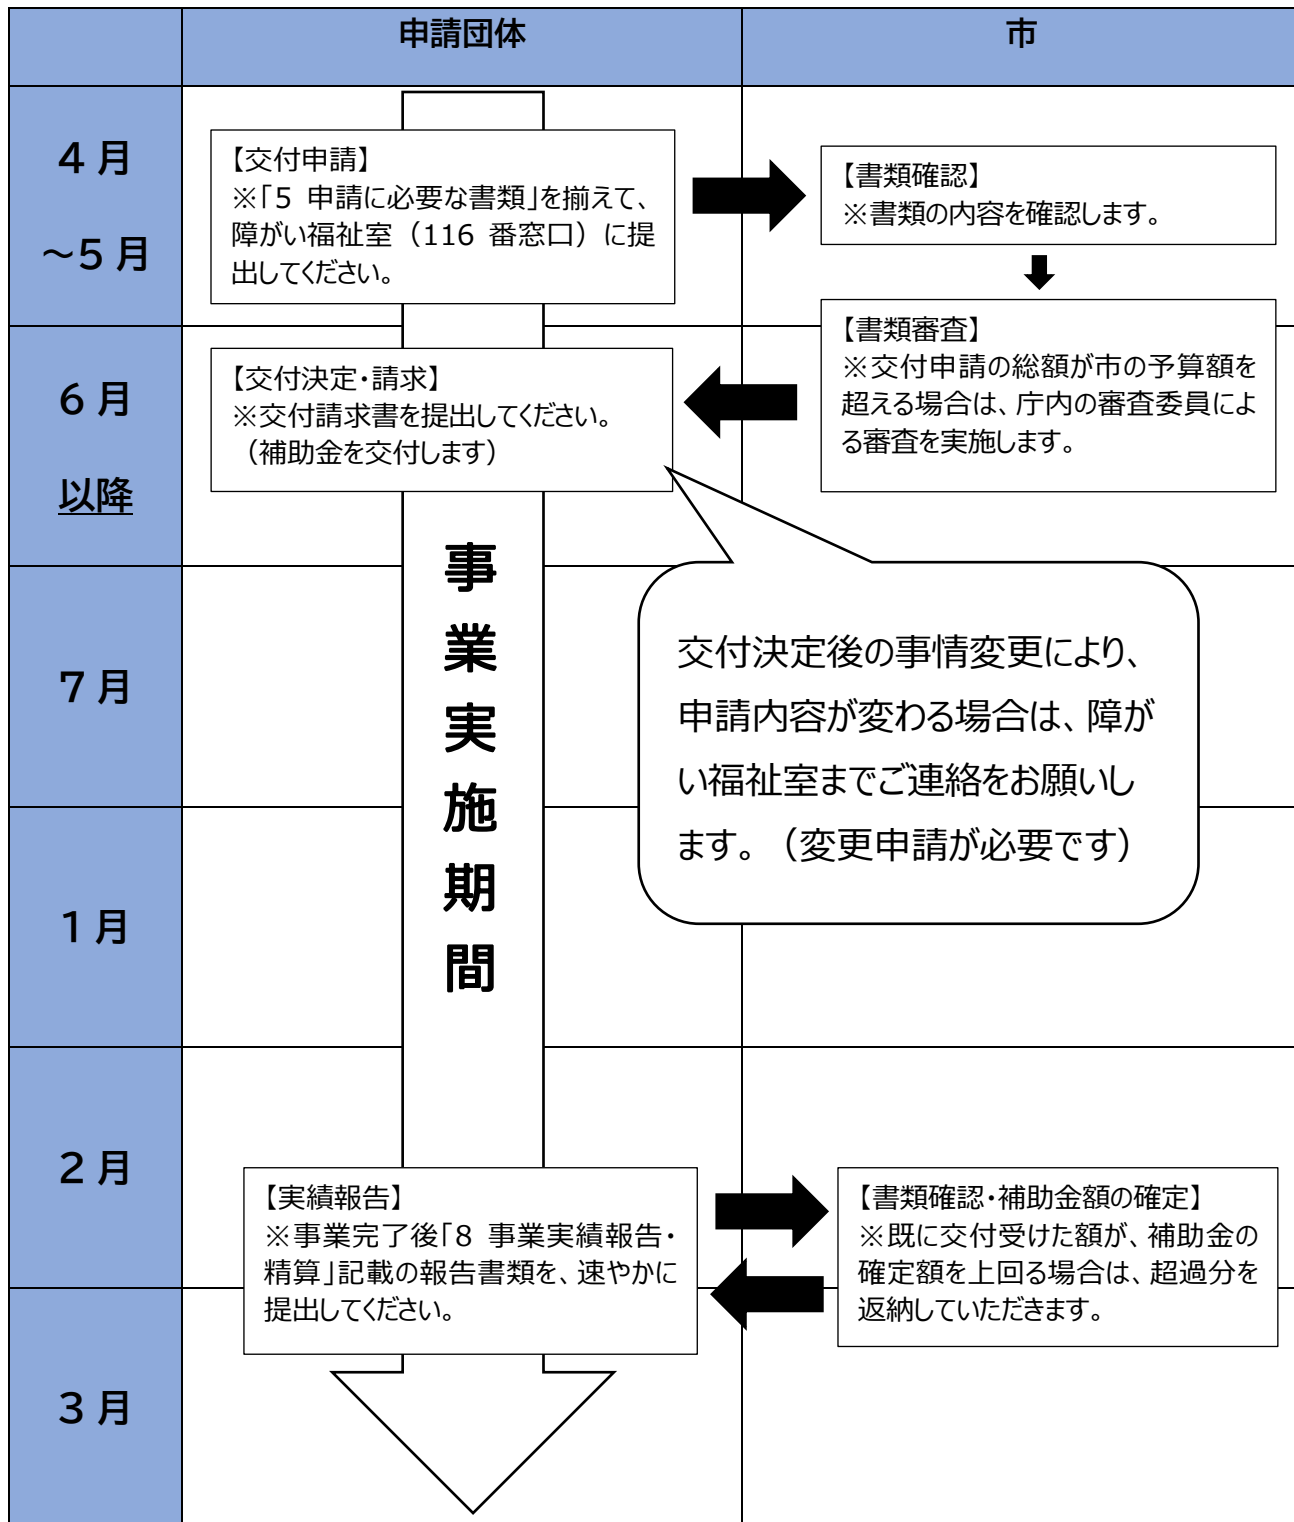 申請団体
市
4月
～5月
【交付申請】
※「5 申請に必要な書類」を揃えて、
障がい福祉室（116 番窓口）に提
出してください。
【書類確認】
※書類の内容を確認します。
【書類審査】
※交付申請の総額が市の予算額を
超える場合は、庁内の審査委員によ
る審査を実施します。
6月
以降
【交付決定・請求】
※交付請求書を提出してください。
（補助金を交付します）
事業実施期間
交付決定後の事情変更により、
申請内容が変わる場合は、障が
い福祉室までご連絡をお願いし
ます。（変更申請が必要です）
7月
1月
2月
【実績報告】
※事業完了後「8 事業実績報告・
精算」記載の報告書類を、速やかに
提出してください。
【書類確認・補助金額の確定】
※既に交付受けた額が、補助金の
確定額を上回る場合は、超過分を
返納していただきます。
3月